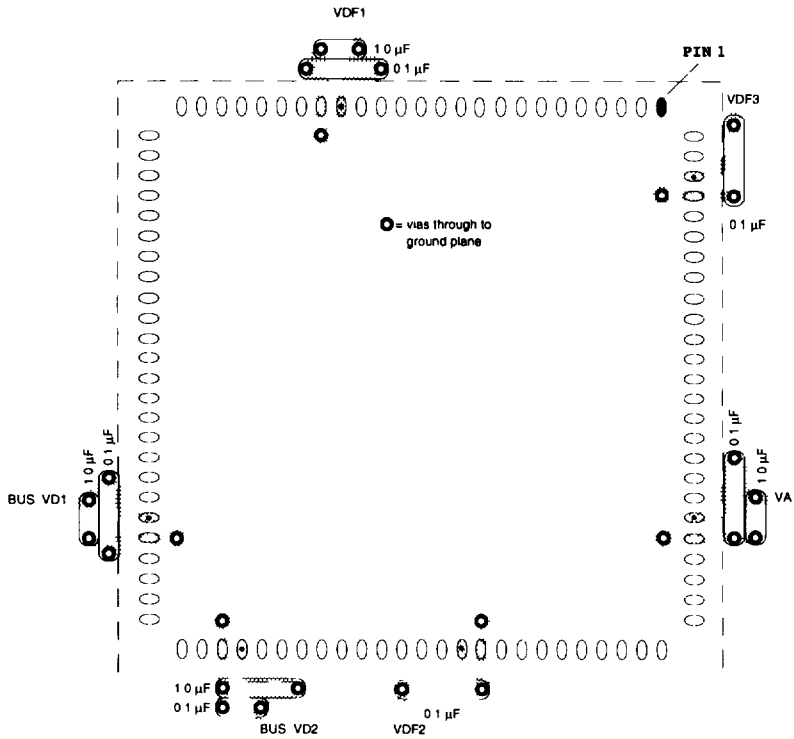 VDF1
1 0 µF
0 1 µF
PIN 1
VDF3
0 1 µF
= vias through to
ground plane
1 0 µF
0 1 µF
BUS VD1
0 1 µF
1 0 µF
VA
1 0 µF
0 1 µF
BUS VD2
VDF2
0 1 µF